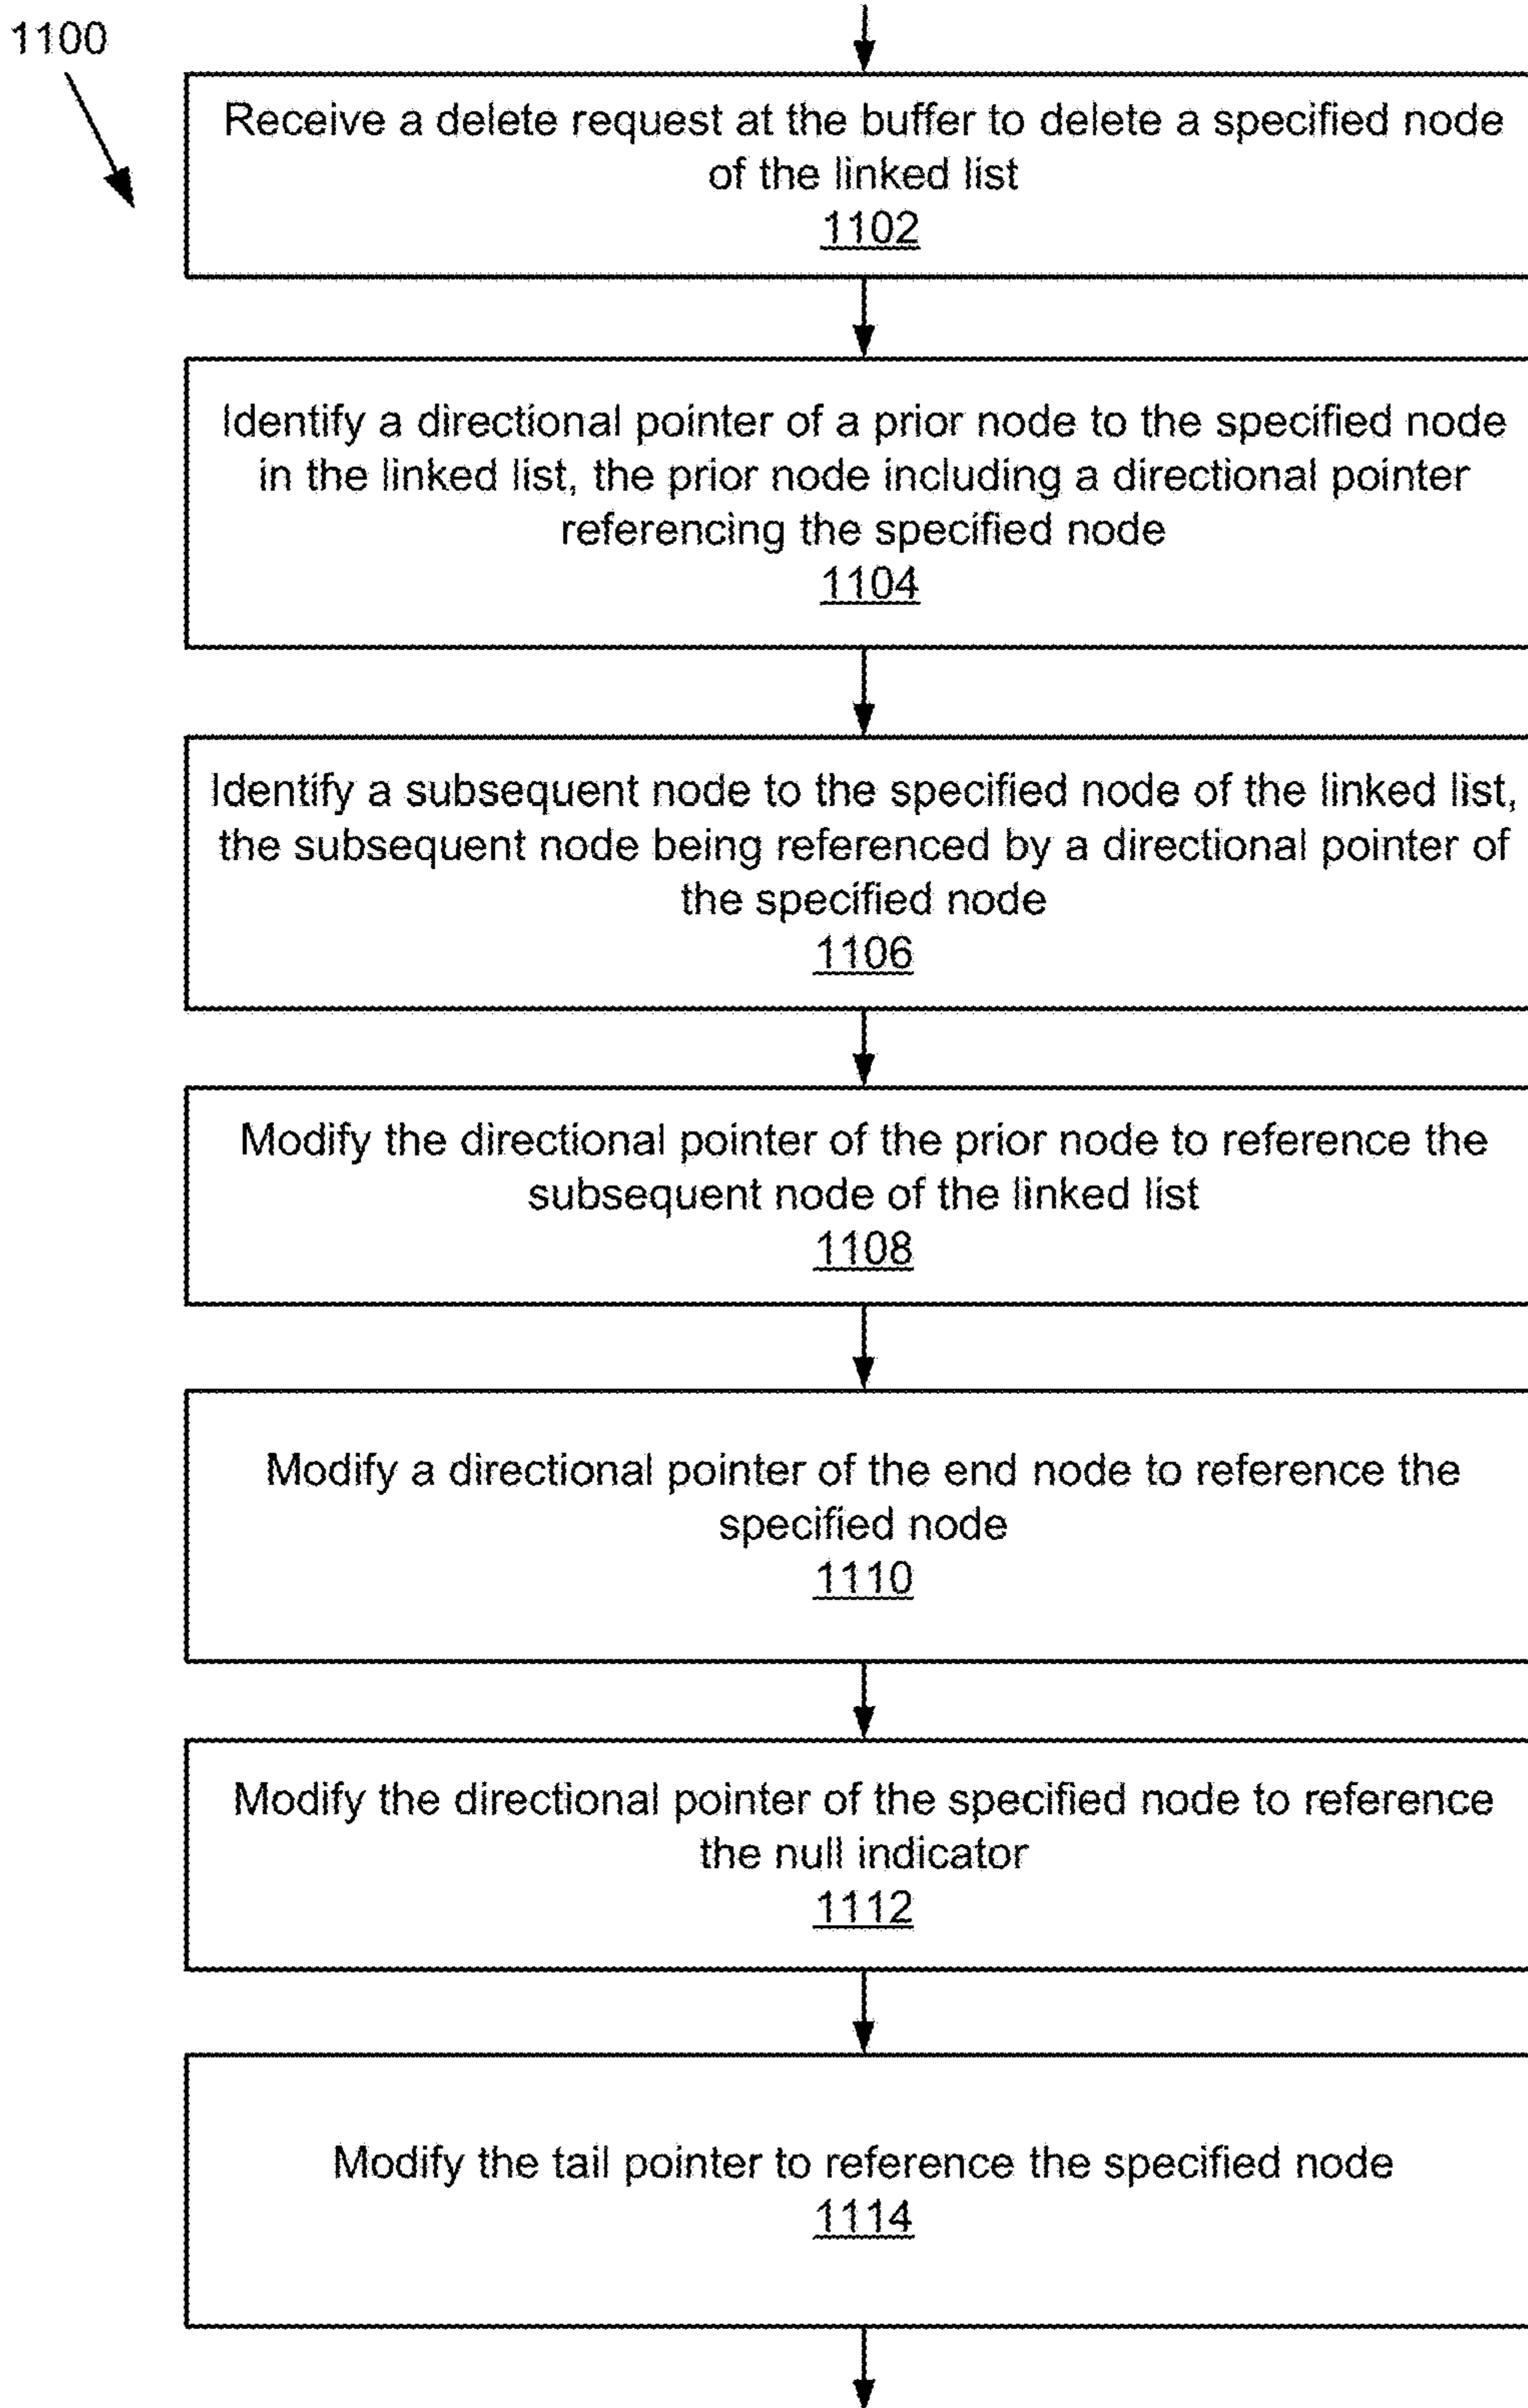 1100
Receive a delete request at the buffer to delete a specified node
of the linked list
1102
Identify a directional pointer of a prior node to the specified node
in the linked list, the prior node including a directional pointer
referencing the specified node
1104
Identify a subsequent node to the specified node of the linked list,
the subsequent node being referenced by a directional pointer of
the specified node
1106
Modify the directional pointer of the prior node to reference the
subsequent node of the linked list
1108
Modify a directional pointer of the end node to reference the
specified node
1110
Modify the directional pointer of the specified node to reference
the null indicator
1112
Modify the tail pointer to reference the specified node
1114